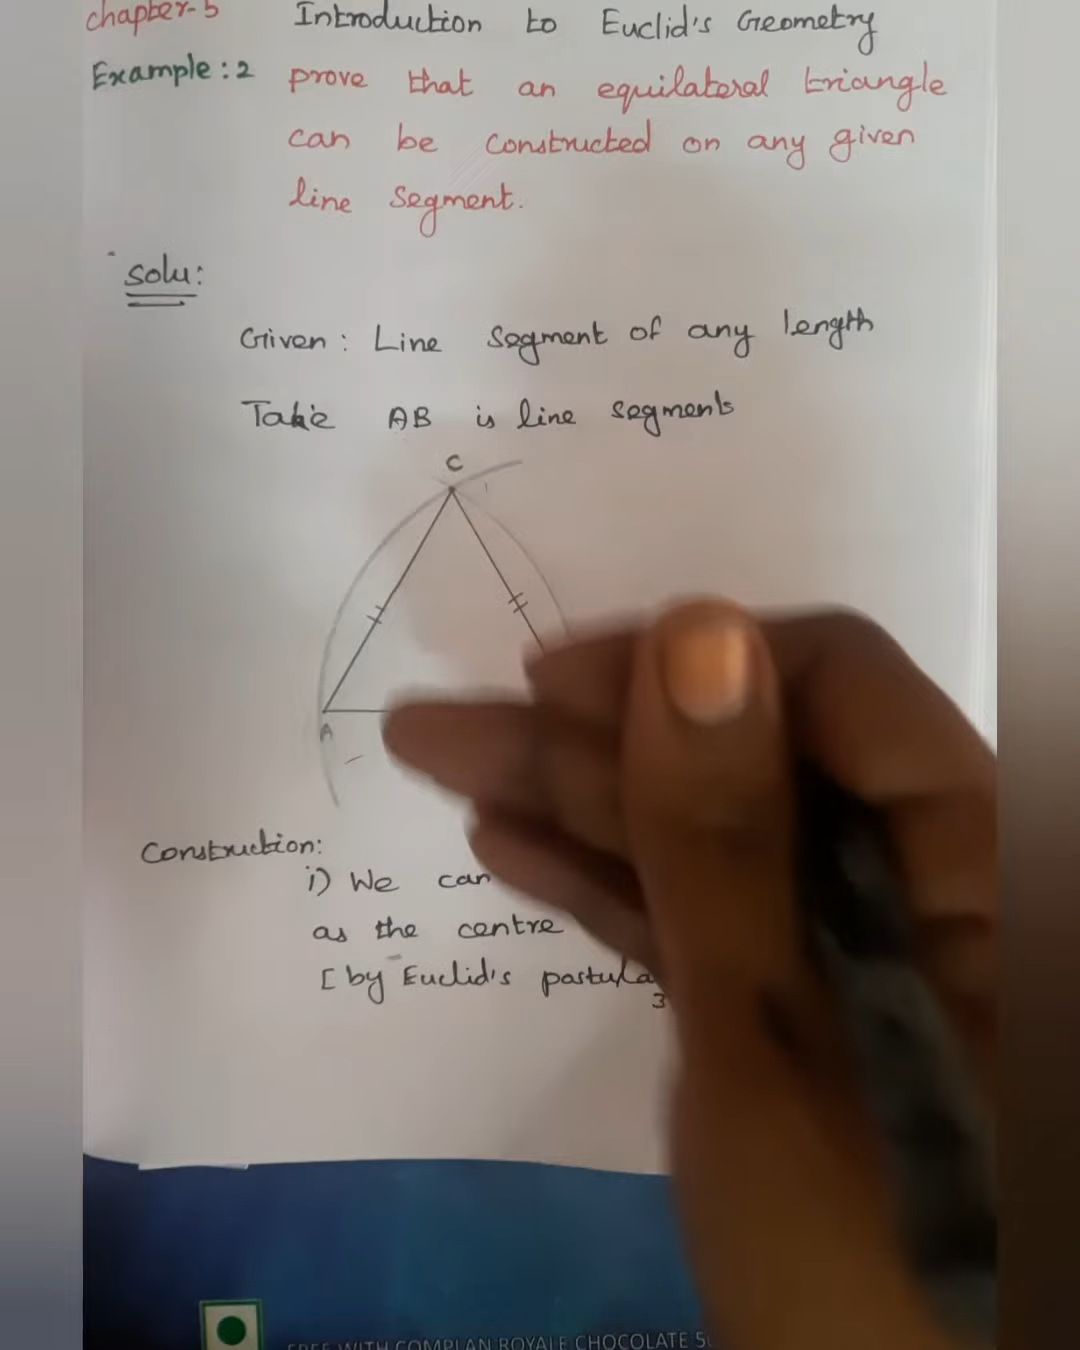 chapter-5 Introduction to Euclid's Geometry
Example : 2 prove that an equilateral triangle
can be constructed on any given
line segment.
Solu:
Given : Line segment of any length
Take AB is line segment
C
A
Construction:
i) We can
as the centre
[by Euclid's pastula
3
FREE WITH COMPLAN ROYALE CHOCOLATE